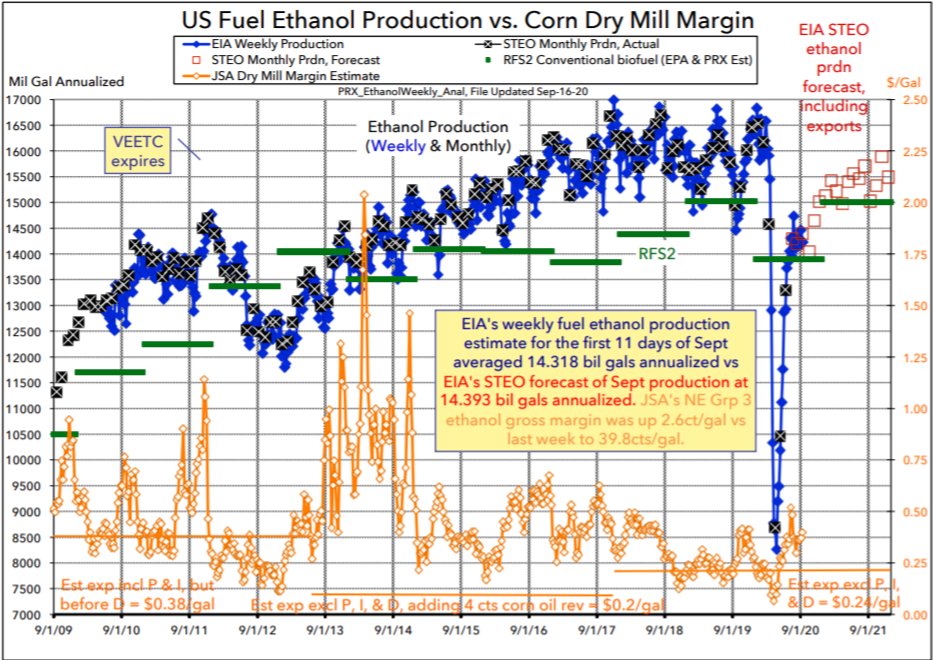 US Fuel Ethanol Production vs. Corn Dry Mill Margin
EIA Weekly Production
STEO Monthly Prdn, Actual
STEO Monthly Prdn, Forecast
RFS2 Conventional biofuel (EPA & PRX Est)
JSA Dry Mill Margin Estimate
EIA STEO
ethanol
prdn
forecast,
including
exports
Mil Gal Annualized
$/Gal
PRX_EthanolWeekly_Anal, File Updated Sep-16-20
17000
16500
16000
15500
15000
14500
14000
13500
13000
12500
12000
11500
11000
10500
10000
9500
9000
8500
8000
7500
7000
2.50
2.25
2.00
1.75
1.50
1.25
1.00
0.75
0.50
0.25
0.00
VEETC
expires
Ethanol Production
(Weekly & Monthly)
RFS2
EIA's weekly fuel ethanol production
estimate for the first 11 days of Sept
averaged 14.318 bil gals annualized vs
EIA's STEO forecast of Sept production at
14.393 bil gals annualized. JSA's NE Grp 3
ethanol gross margin was up 2.6ct/gal vs
last week to 39.8cts/gal.
Est exp incl P & I, but
before D = $0.38/gal
Est exp excl P, I, & D, adding 4 cts corn oil rev = $0.2/gal
Est exp excl P, I,
& D = $0.24/gal
9/1/09
9/1/10
9/1/11
9/1/12
9/1/13
9/1/14
9/1/15
9/1/16
9/1/17
9/1/18
9/1/19
9/1/20
9/1/21